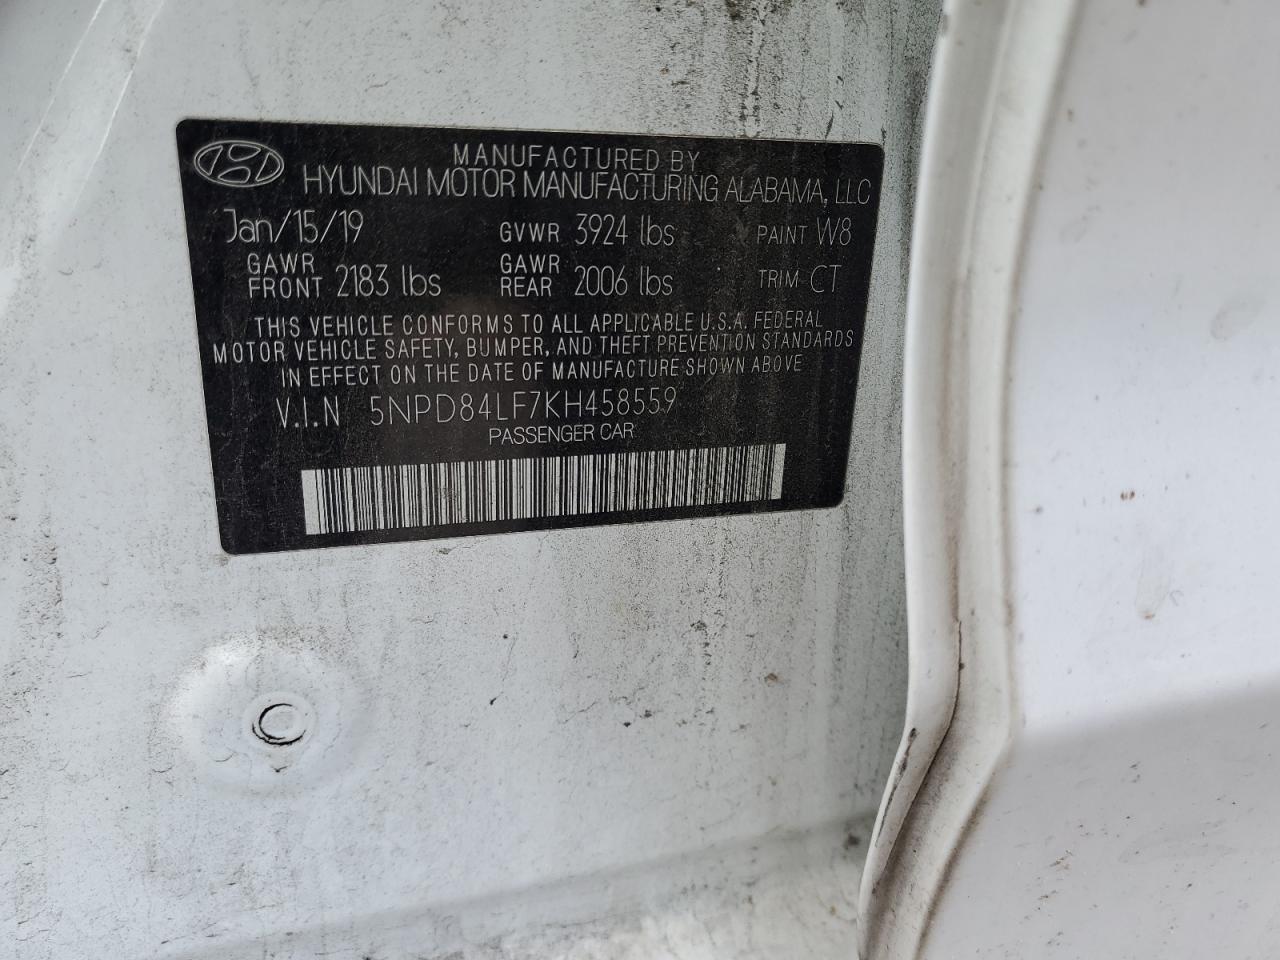 MANUFACTURED BY
HYUNDAI MOTOR MANUFACTURING ALABAMA, LLC
Jan/15/19 GVWR 3924 lbs PAINT W8
GAWR FRONT 2183 lbs GAWR REAR 2006 lbs TRIM CT
THIS VEHICLE CONFORMS TO ALL APPLICABLE U.S.A. FEDERAL
MOTOR VEHICLE SAFETY, BUMPER, AND THEFT PREVENTION STANDARDS
IN EFFECT ON THE DATE OF MANUFACTURE SHOWN ABOVE
V.I.N 5NPD84LF7KH458559
PASSENGER CAR